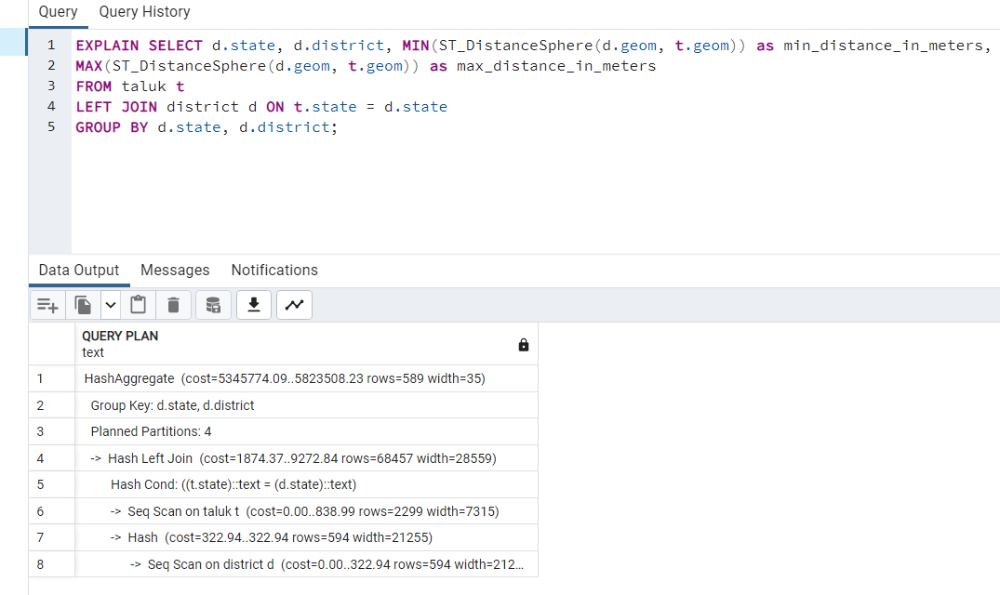 Query Query History
1 EXPLAIN SELECT d.state, d.district, MIN(ST_DistanceSphere(d.geom, t.geom)) as min_distance_in_meters,
2 MAX(ST_DistanceSphere(d.geom, t.geom)) as max_distance_in_meters
3 FROM taluk t
4 LEFT JOIN district d ON t.state = d.state
5 GROUP BY d.state, d.district;
Data Output Messages Notifications
QUERY PLAN
text
1 HashAggregate (cost=5345774.09..5823508.23 rows=589 width=35)
2 Group Key: d.state, d.district
3 Planned Partitions: 4
4 -> Hash Left Join (cost=1874.37..9272.84 rows=68457 width=28559)
5 Hash Cond: ((t.state)::text = (d.state)::text)
6 -> Seq Scan on taluk t (cost=0.00..838.99 rows=2299 width=7315)
7 -> Hash (cost=322.94..322.94 rows=594 width=21255)
8 -> Seq Scan on district d (cost=0.00..322.94 rows=594 width=212...